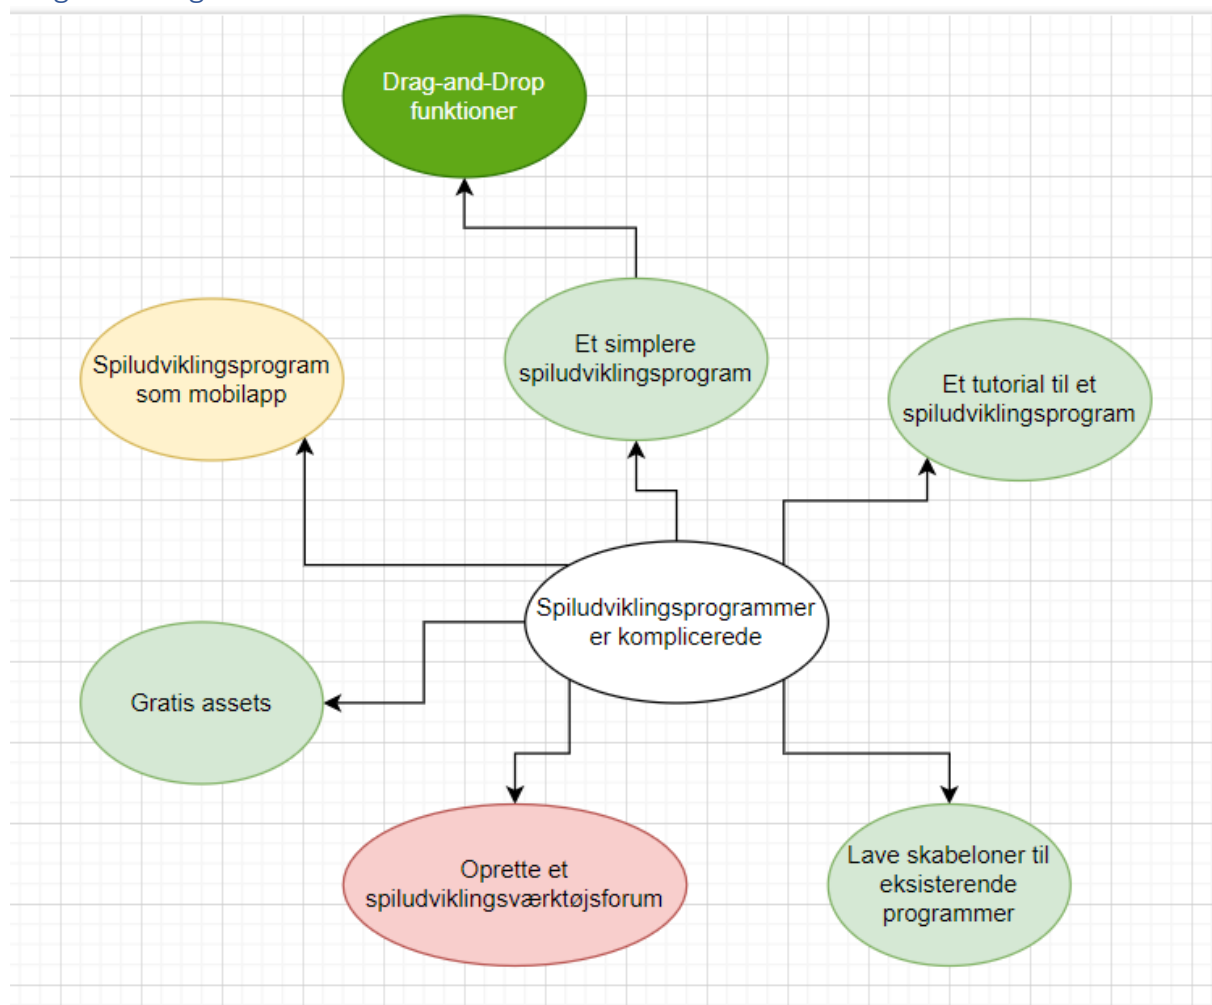 Drag-and-Drop
funktioner
Et simplere
spiludviklingsprogram
Spiludviklingsprogram
som mobilapp
Et tutorial til et
spiludviklingsprogram
Spiludviklingsprogrammer
er komplicerede
Gratis assets
Oprette et
spiludviklingsværktøjsforum
Lave skabeloner til
eksisterende
programmer